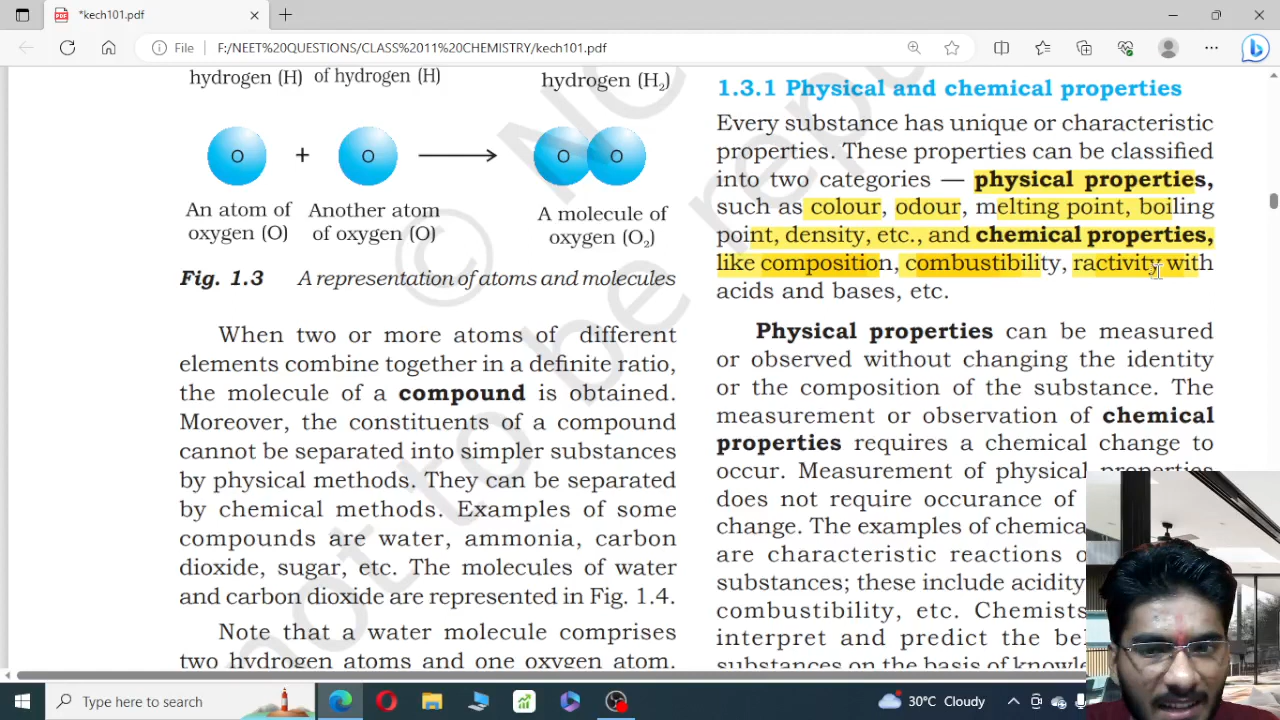 *kech101.pdf
File
F:/NEET%20QUESTIONS/CLASS%2011%20CHEMISTRY/kech101.pdf
hydrogen (H) of hydrogen (H)
hydrogen (H₂)
O + O
O O
An atom of
oxygen (O)
Another atom
of oxygen (O)
A molecule of
oxygen (O₂)
Fig. 1.3 A representation of atoms and molecules
When two or more atoms of different
elements combine together in a definite ratio,
the molecule of a compound is obtained.
Moreover, the constituents of a compound
cannot be separated into simpler substances
by physical methods. They can be separated
by chemical methods. Examples of some
compounds are water, ammonia, carbon
dioxide, sugar, etc. The molecules of water
and carbon dioxide are represented in Fig. 1.4.
Note that a water molecule comprises
two hydrogen atoms and one oxygen atom.
1.3.1 Physical and chemical properties
Every substance has unique or characteristic
properties. These properties can be classified
into two categories — physical properties,
such as colour, odour, melting point, boiling
point, density, etc., and chemical properties,
like composition, combustibility, ractivity with
acids and bases, etc.
Physical properties can be measured
or observed without changing the identity
or the composition of the substance. The
measurement or observation of chemical
properties requires a chemical change to
occur. Measurement of physical properties
does not require occurance of
change. The examples of
are characteristic reactions
substances; these include acidity
combustibility, etc. Chemists
interpret and predict the
substances on the basis of
© not to be
Type here to search
30°C Cloudy